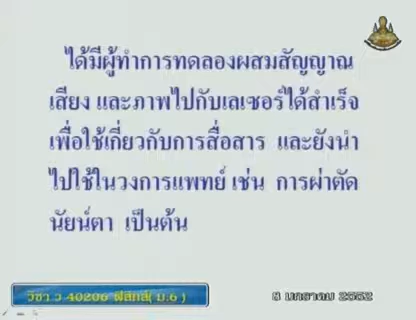 ได้มีผู้ทำการทดลองผสมสัญญาณ
เสียง และภาพไปกับเลเซอร์ได้สำเร็จ
เพื่อใช้เกี่ยวกับการสื่อสาร และยังนำ
ไปใช้ในวงการแพทย์ เช่น การผ่าตัด
นัยน์ตา เป็นต้น
วิชา ว 40206 ฟิสิกส์( ม.6 )
มกราคม 2552